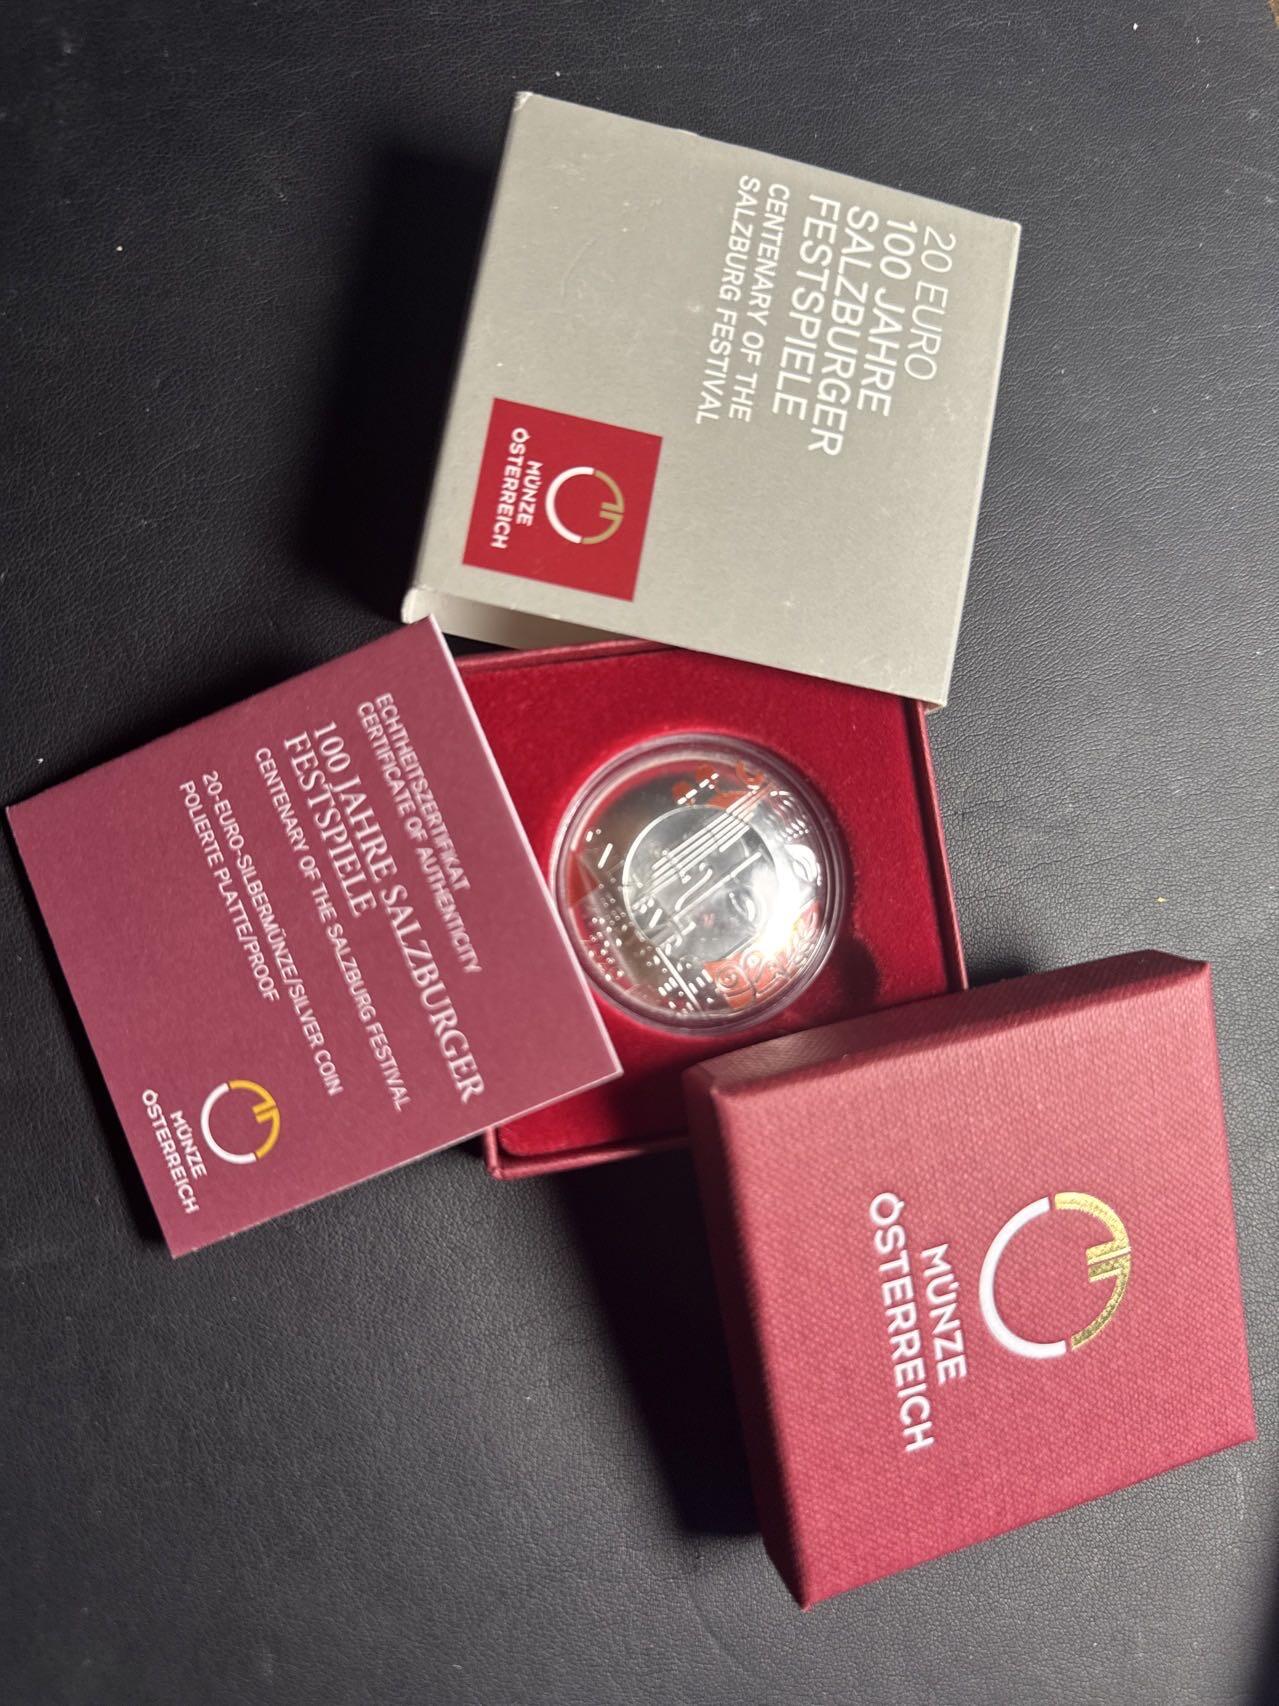 20 EURO
100 JAHRE
SALZBURGER
FESTSPIELE
CENTENARY OF THE
SALZBURG FESTIVAL
MÜNZE
ÖSTERREICH
ECHTHEITSZERTIFIKAT
CERTIFICATE OF AUTHENTICITY
100 JAHRE SALZBURGER
FESTSPIELE
CENTENARY OF THE SALZBURG FESTIVAL
20-EURO-SILBERMÜNZE/SILVER COIN
POLIERTE PLATTE/PROOF
MÜNZE
ÖSTERREICH
MÜNZE
ÖSTERREICH